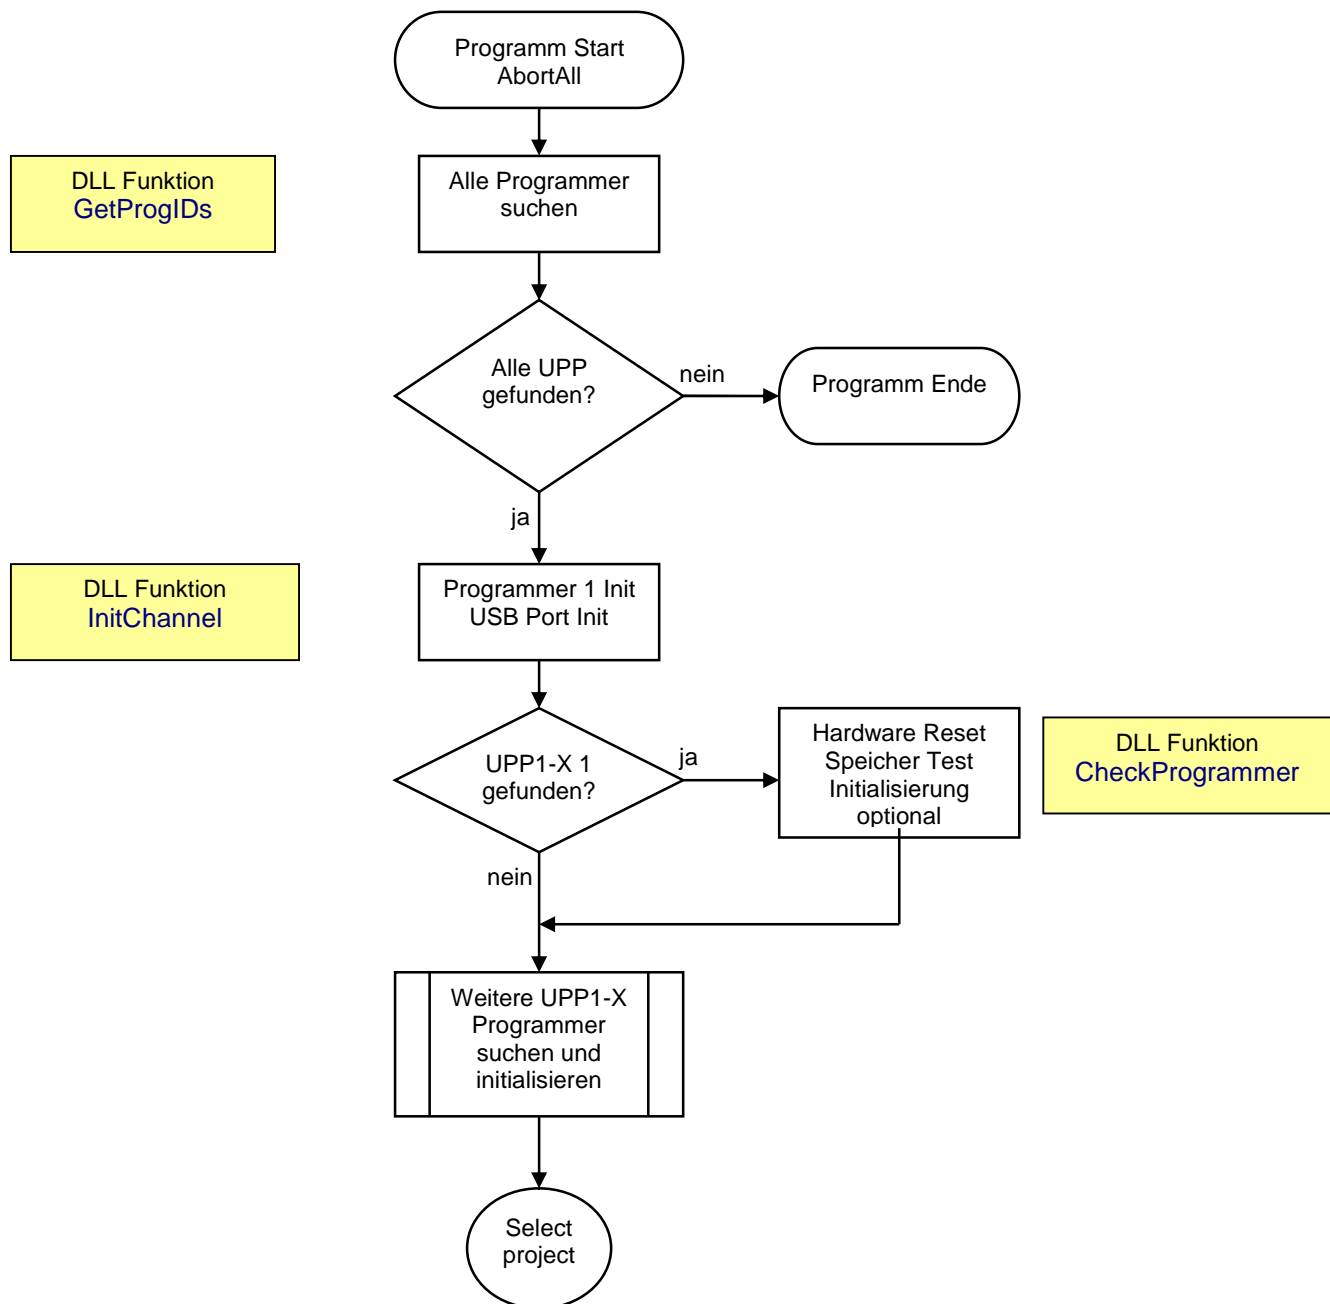 Programm Start
AbortAll
DLL Funktion
GetProgIDs
Alle Programmer
suchen
Alle UPP
gefunden?
nein
Programm Ende
ja
DLL Funktion
InitChannel
Programmer 1 Init
USB Port Init
UPP1-X 1
gefunden?
ja
Hardware Reset
Speicher Test
Initialisierung
optional
DLL Funktion
CheckProgrammer
nein
Weitere UPP1-X
Programmer
suchen und
initialisieren
Select
project